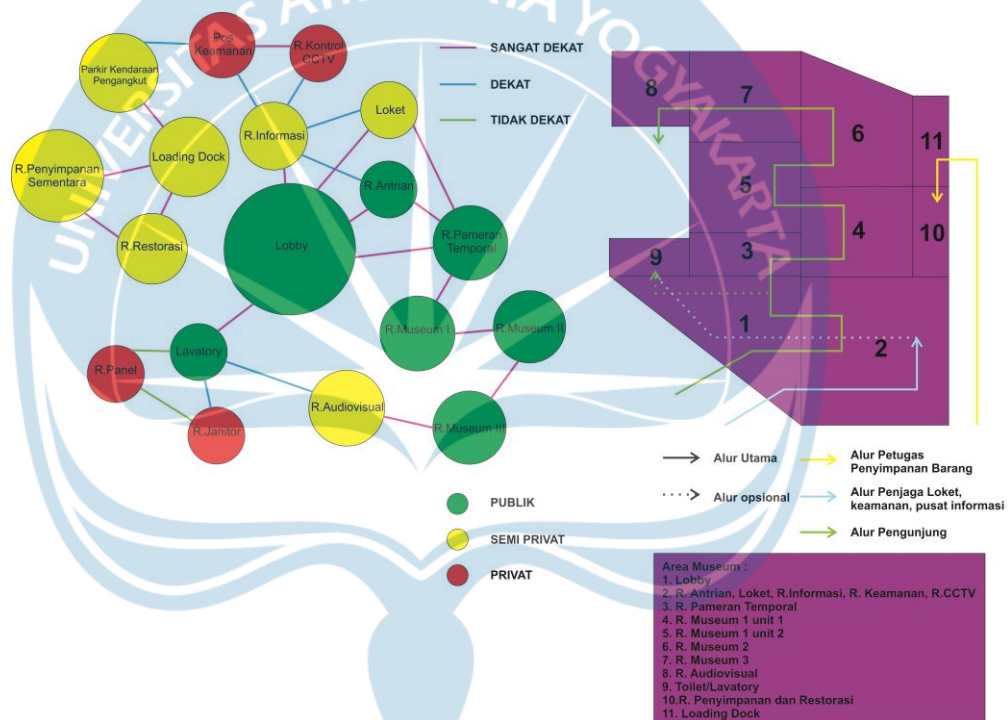 UNIVERSITAS ATMA JAYA YOGYAKARTA
Pos
Keamanan
R.Kontrol
CCTV
Parkir Kendaraan
Pengangkut
R.Informasi
Loket
Loading Dock
R.Penyimpanan
Sementara
R.Antrian
R.Restorasi
Lobby
R.Pameran
Temporal
R.Museum I
R.Museum II
Lavatory
R.Panel
R.Audiovisual
R.Museum III
R.Janitor
SANGAT DEKAT
DEKAT
TIDAK DEKAT
PUBLIK
SEMI PRIVAT
PRIVAT
8
7
6
11
5
4
10
3
9
1
2
Alur Utama
Alur opsional
Alur Petugas
Penyimpanan Barang
Alur Penjaga Loket,
keamanan, pusat informasi
Alur Pengunjung
Area Museum :
1. Lobby
2. R. Antrian, Loket, R.Informasi, R. Keamanan, R.CCTV
3. R. Pameran Temporal
4. R. Museum 1 unit 1
5. R. Museum 1 unit 2
6. R. Museum 2
7. R. Museum 3
8. R. Audiovisual
9. Toilet/Lavatory
10.R. Penyimpanan dan Restorasi
11. Loading Dock